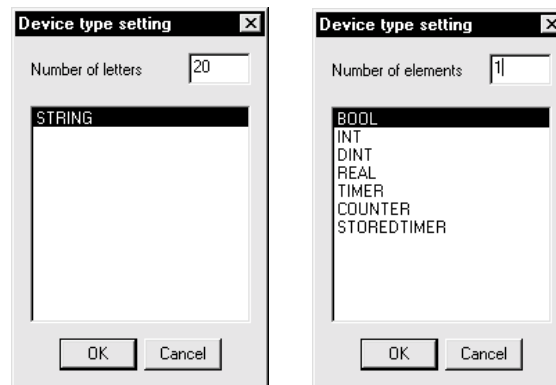 Device type setting
Number of letters 20
STRING
OK Cancel
Device type setting
Number of elements 1
BOOL
INT
DINT
REAL
TIMER
COUNTER
STOREDTIMER
OK Cancel